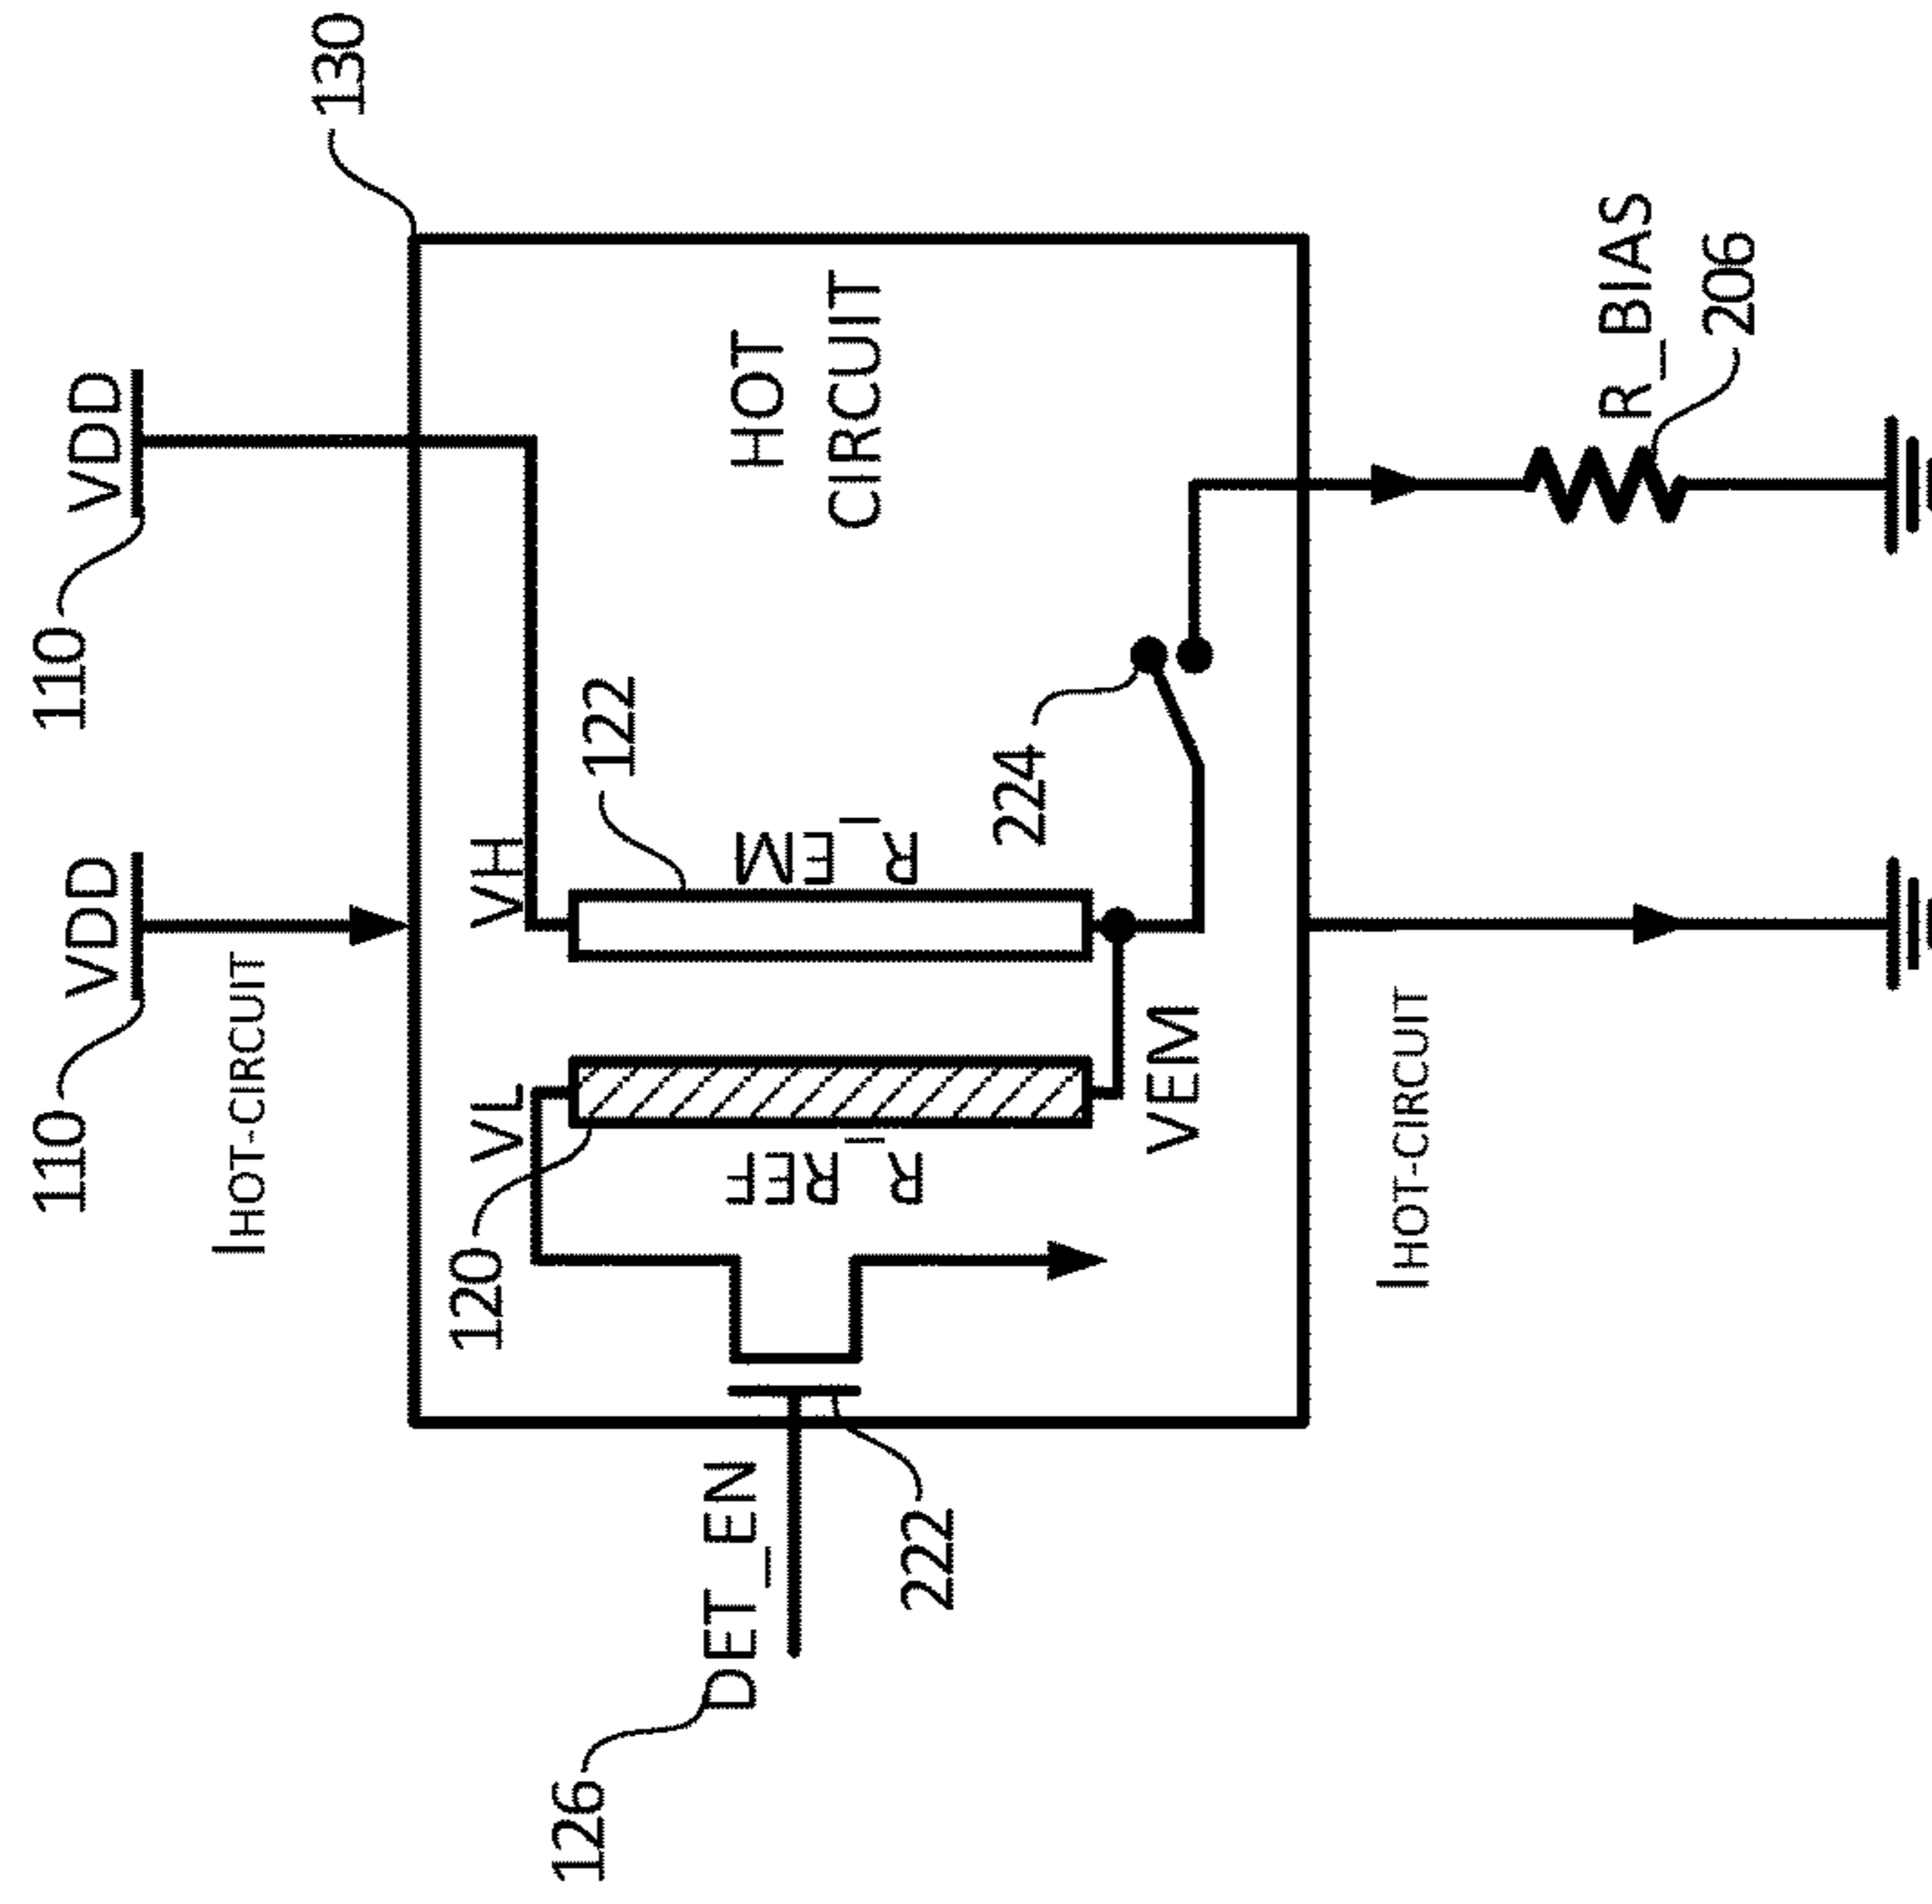 110
VDD
110
VDD
130
IHOT-CIRCUIT
VL
VH
120
122
R_REF
R_EM
HOT
CIRCUIT
126
DET_EN
222
VEM
224
IHOT-CIRCUIT
R_BIAS
206